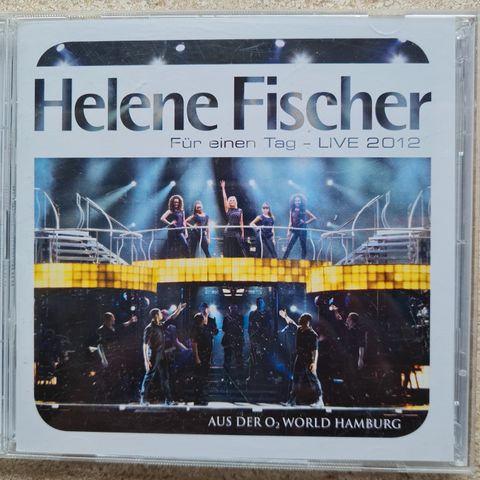 Helene Fischer
Für einen Tag – LIVE 2012
AUS DER O₂ WORLD HAMBURG